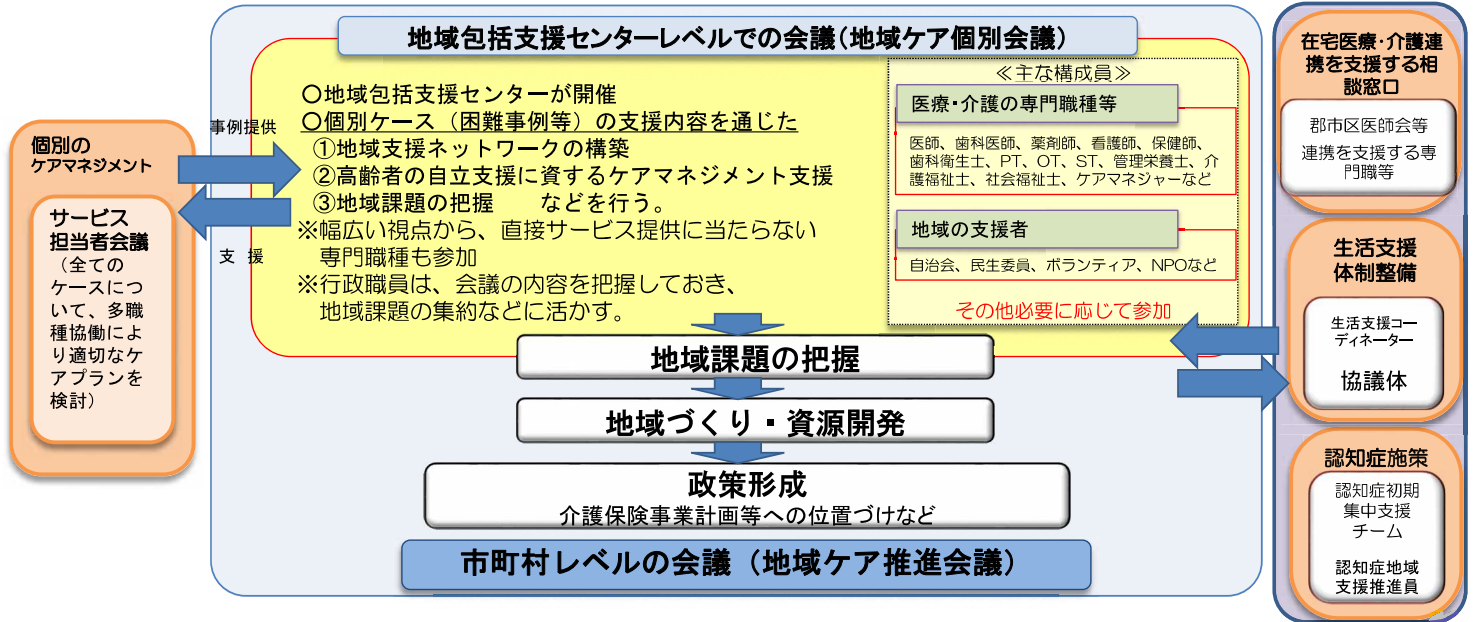 地域包括支援センターレベルでの会議(地域ケア個別会議)
〇地域包括支援センターが開催
〇個別ケース(困難事例等)の支援内容を通じた
①地域支援ネットワークの構築
②高齢者の自立支援に資するケアマネジメント支援
③地域課題の把握 などを行う。
※幅広い視点から、直接サービス提供に当たらない
専門職種も参加
※行政職員は、会議の内容を把握しておき、
地域課題の集約などに活かす。
≪主な構成員≫
医療・介護の専門職種等
医師、歯科医師、薬剤師、看護師、保健師、
歯科衛生士、PT、OT、ST、管理栄養士、介
護福祉士、社会福祉士、ケアマネジャーなど
地域の支援者
自治会、民生委員、ボランティア、NPOなど
その他必要に応じて参加
事例提供
支 援
個別の
ケアマネジメント
サービス
担当者会議
(全ての
ケースにつ
いて、多職
種協働によ
り適切なケ
アプランを
検討)
地域課題の把握
地域づくり・資源開発
政策形成
介護保険事業計画等への位置づけなど
市町村レベルの会議(地域ケア推進会議)
在宅医療・介護連
携を支援する相
談窓口
郡市区医師会等
連携を支援する専
門職等
生活支援
体制整備
生活支援コー
ディネーター
協議体
認知症施策
認知症初期
集中支援
チーム
認知症地域
支援推進員